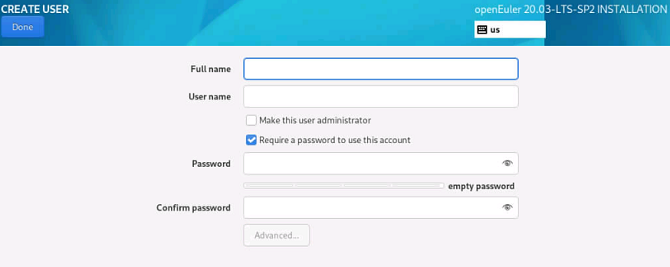 CREATE USER
openEuler 20.03-LTS-SP2 INSTALLATION
Done
us
Full name
User name
Make this user administrator
Require a password to use this account
Password
empty password
Confirm password
Advanced...